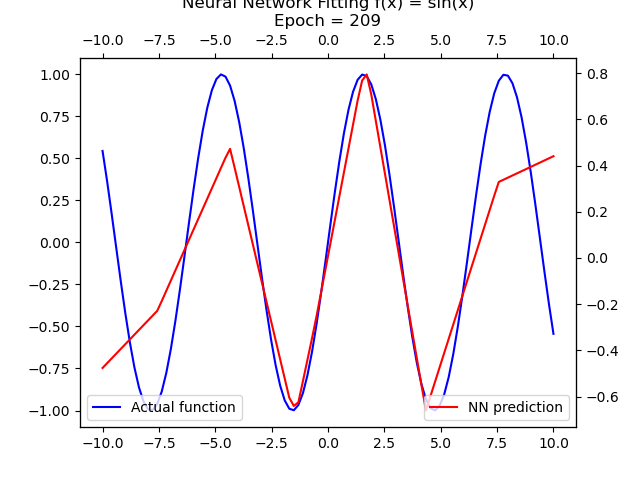 Neural Network Fitting f(x) = sin(x)
Epoch = 209
−10.0 −7.5 −5.0 −2.5 0.0 2.5 5.0 7.5 10.0
1.00
0.75
0.50
0.25
0.00
−0.25
−0.50
−0.75
−1.00
0.8
0.6
0.4
0.2
0.0
−0.2
−0.4
−0.6
Actual function
NN prediction
−10.0 −7.5 −5.0 −2.5 0.0 2.5 5.0 7.5 10.0